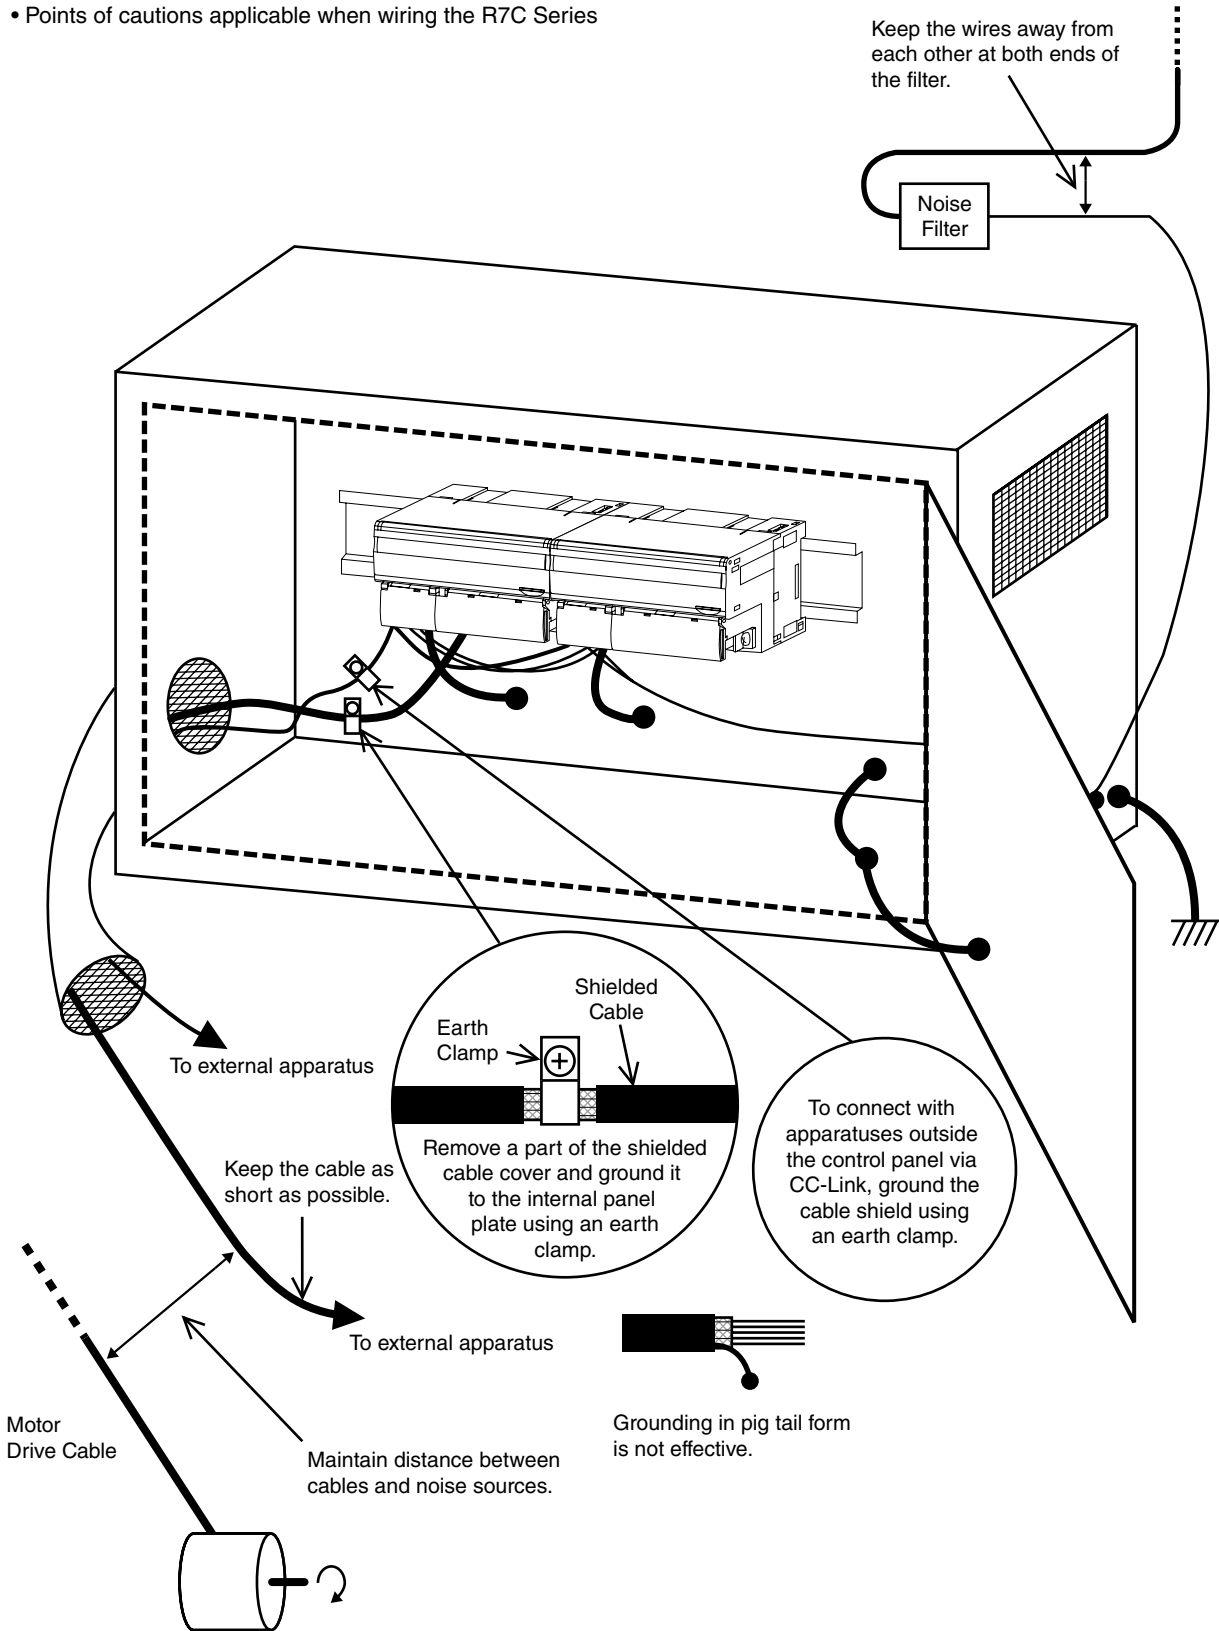 • Points of cautions applicable when wiring the R7C Series
Keep the wires away from
each other at both ends of
the filter.
Noise
Filter
Shielded
Cable
Earth
Clamp
To external apparatus
Remove a part of the shielded
cable cover and ground it
to the internal panel
plate using an earth
clamp.
To connect with
apparatuses outside
the control panel via
CC-Link, ground the
cable shield using
an earth clamp.
Keep the cable as
short as possible.
To external apparatus
Motor
Drive Cable
Maintain distance between
cables and noise sources.
Grounding in pig tail form
is not effective.